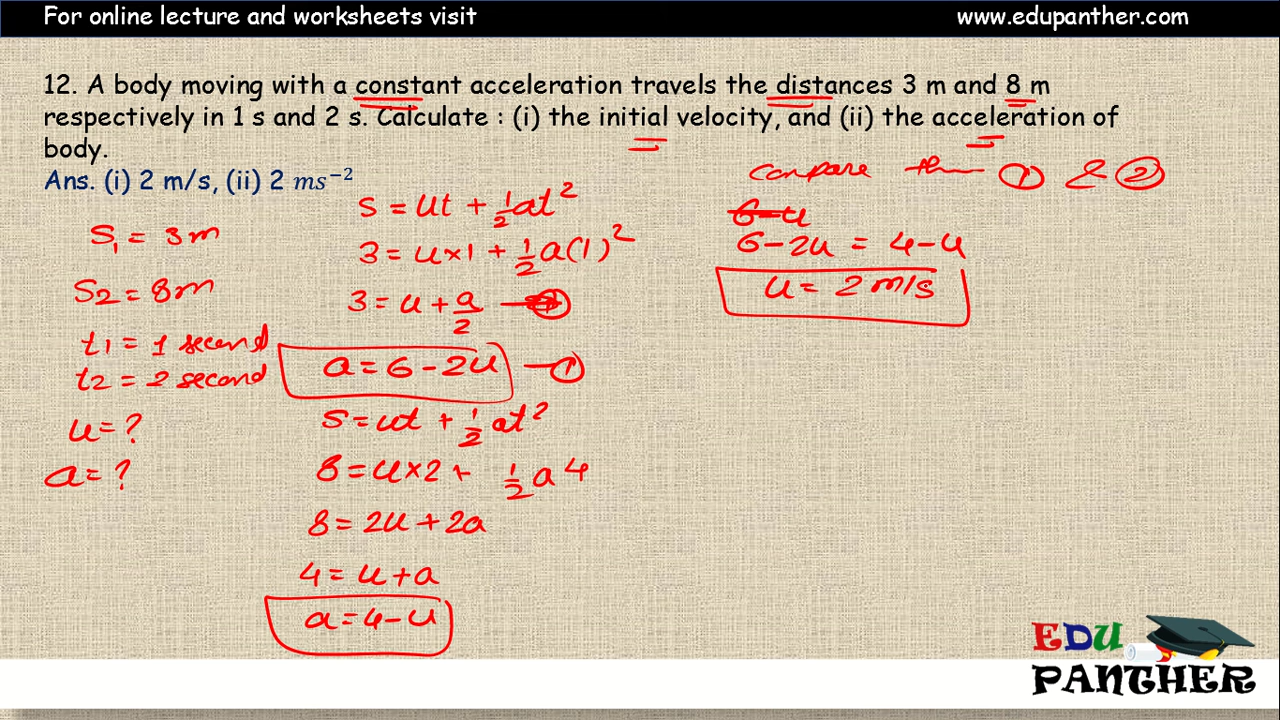 For online lecture and worksheets visit www.edupanther.com
12. A body moving with a constant acceleration travels the distances 3 m and 8 m
respectively in 1 s and 2 s. Calculate : (i) the initial velocity, and (ii) the acceleration of
body.
Ans. (i) 2 m/s, (ii) 2 ms⁻²
S₁ = 3m
S₂ = 8m
t₁ = 1 second
t₂ = 2 second
u = ?
a = ?
S = ut + ½at²
3 = u×1 + ½a(1)²
3 = u + a/2
a = 6 - 2u — ①
S = ut + ½at²
8 = u×2 + ½a4
8 = 2u + 2a
4 = u + a
a = 4 - u
Compare ① & ②
6 - u
6 - 2u = 4 - u
u = 2 m/s
EDU
PANTHER